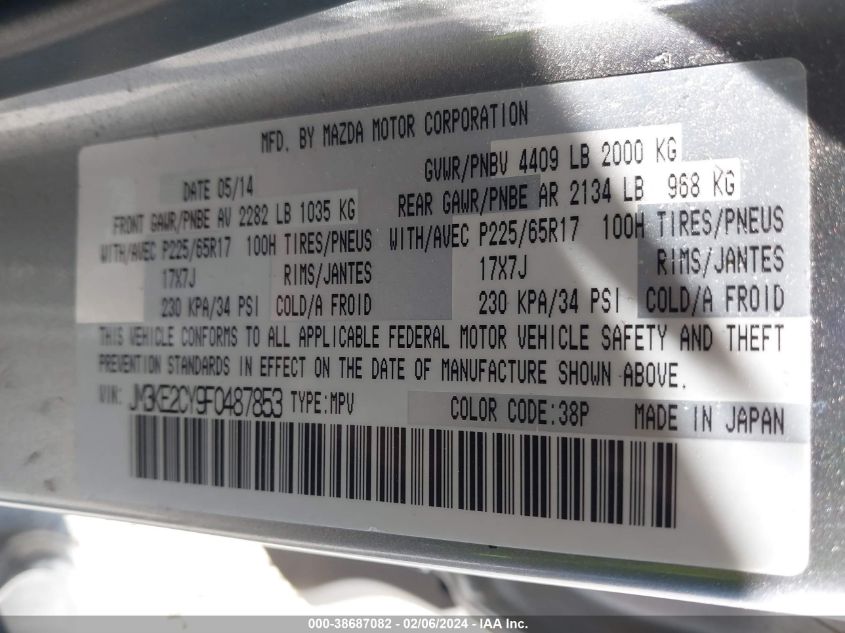 MFD. BY MAZDA MOTOR CORPORATION
DATE 05/14
GVWR/PNBV 4409 LB 2000 KG
FRONT GAWR/PNBE AV 2282 LB 1035 KG
REAR GAWR/PNBE AR 2134 LB 968 KG
WITH/AVEC P225/65R17 100H TIRES/PNEUS
WITH/AVEC P225/65R17 100H TIRES/PNEUS
17X7J RIMS/JANTES
17X7J RIMS/JANTES
230 KPA/34 PSI COLD/A FROID
230 KPA/34 PSI COLD/A FROID
THIS VEHICLE CONFORMS TO ALL APPLICABLE FEDERAL MOTOR VEHICLE SAFETY AND THEFT
PREVENTION STANDARDS IN EFFECT ON THE DATE OF MANUFACTURE SHOWN ABOVE.
VIN: JM3KE2CY9F0487853 TYPE:MPV COLOR CODE:38P MADE IN JAPAN
000-38687082 - 02/06/2024 - IAA Inc.